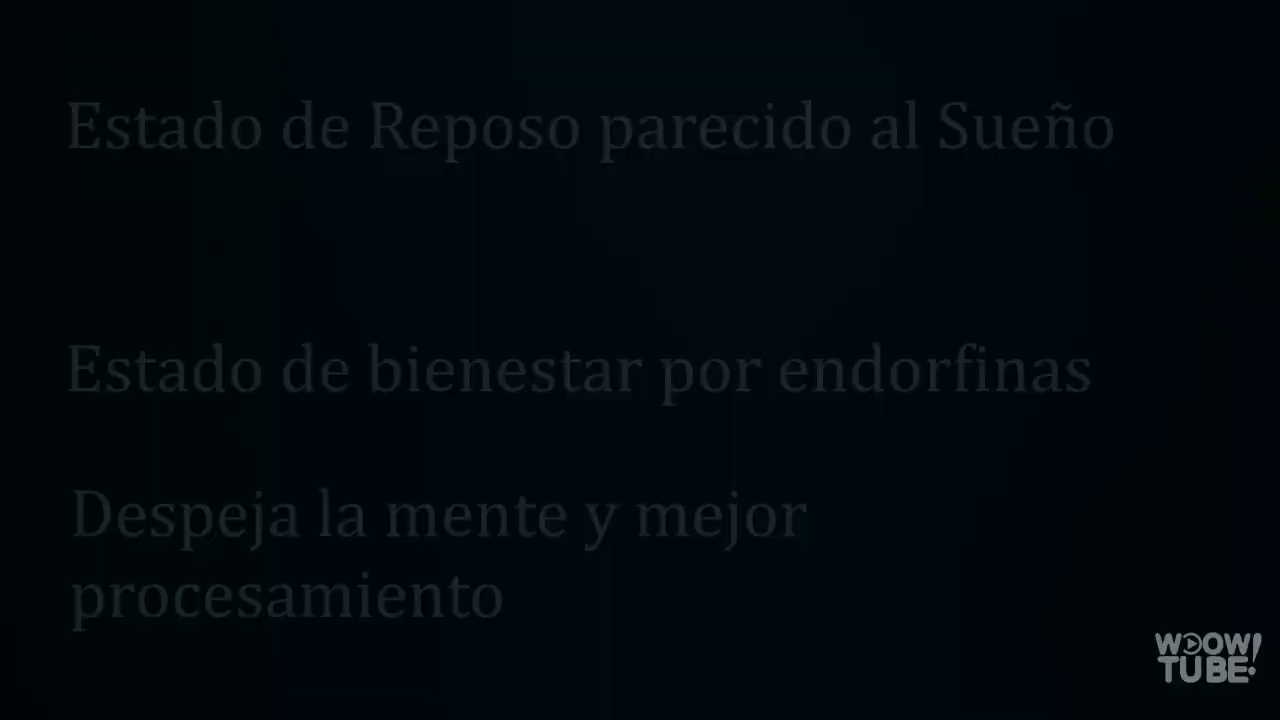 Estado de Reposo parecido al Sueño
Estado de bienestar por endorfinas
Despeja la mente y mejor
procesamiento
WOOW!
TUBE